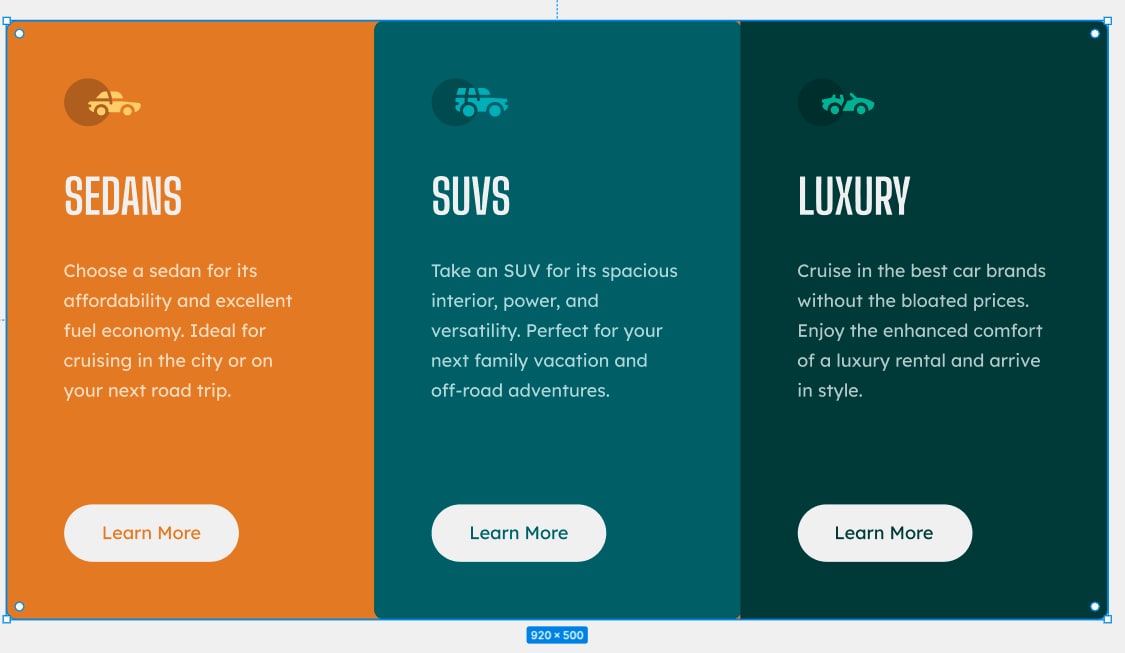 SEDANS
Choose a sedan for its
affordability and excellent
fuel economy. Ideal for
cruising in the city or on
your next road trip.
Learn More
SUVS
Take an SUV for its spacious
interior, power, and
versatility. Perfect for your
next family vacation and
off-road adventures.
Learn More
LUXURY
Cruise in the best car brands
without the bloated prices.
Enjoy the enhanced comfort
of a luxury rental and arrive
in style.
Learn More
920 × 500